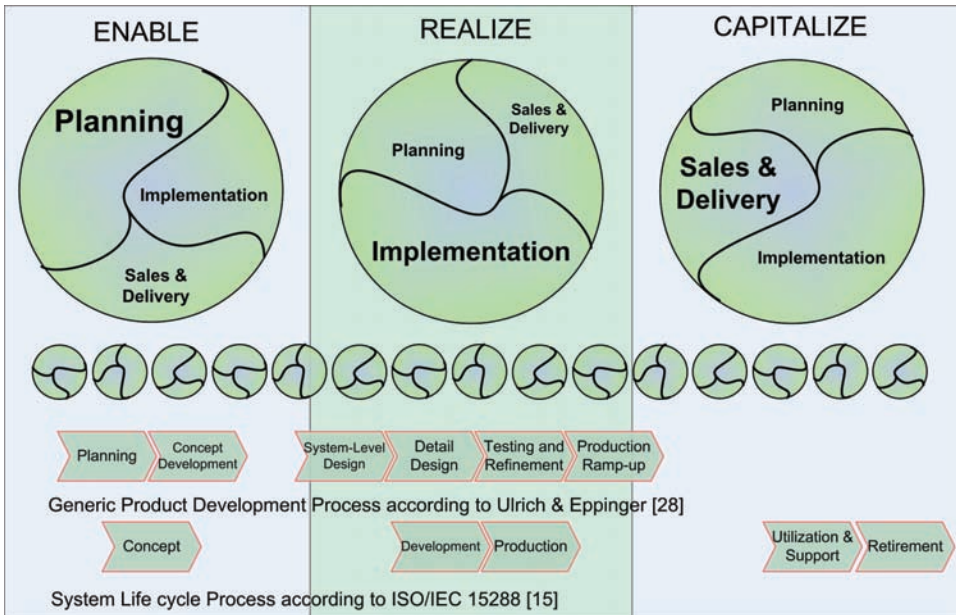 ENABLE
REALIZE
CAPITALIZE
Planning
Implementation
Sales &
Delivery
Planning
Sales &
Delivery
Implementation
Planning
Sales &
Delivery
Implementation
Planning
Concept
Development
System-Level
Design
Detail
Design
Testing and
Refinement
Production
Ramp-up
Generic Product Development Process according to Ulrich & Eppinger [28]
Concept
Development
Production
Utilization &
Support
Retirement
System Life cycle Process according to ISO/IEC 15288 [15]